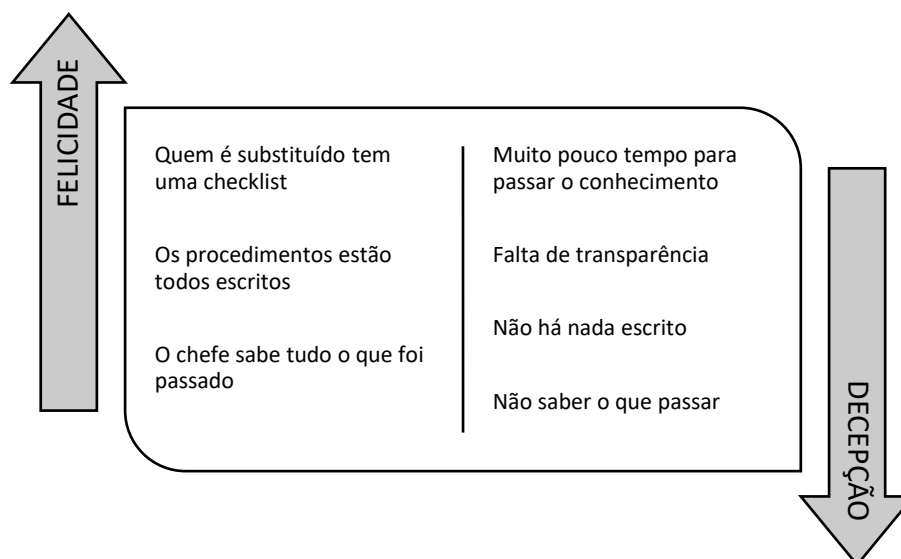 FELICIDADE
Quem é substituído tem
uma checklist
Os procedimentos estão
todos escritos
O chefe sabe tudo o que foi
passado
Muito pouco tempo para
passar o conhecimento
Falta de transparência
Não há nada escrito
Não saber o que passar
DECEPÇÃO